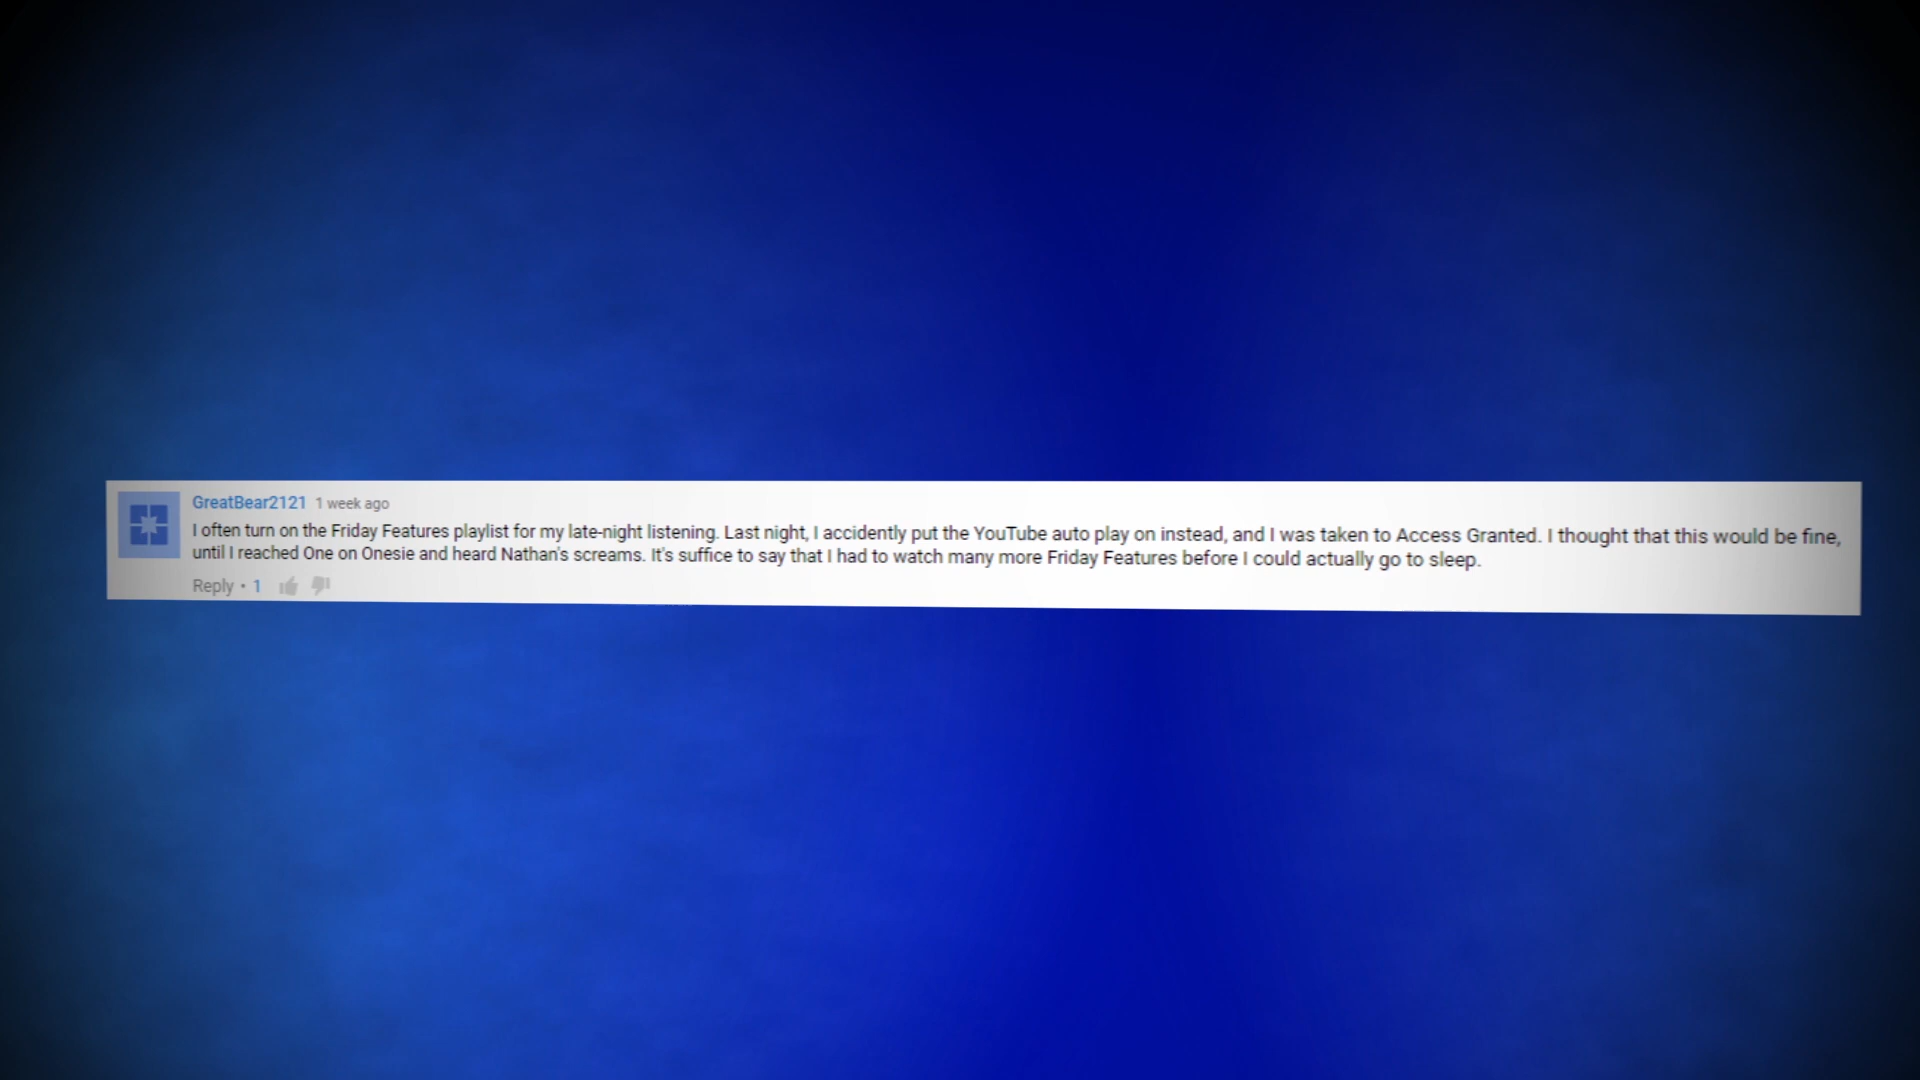 GreatBear2121 1 week ago
I often turn on the Friday Features playlist for my late-night listening. Last night, I accidently put the YouTube auto play on instead, and I was taken to Access Granted. I thought that this would be fine,
until I reached One on Onesie and heard Nathan's screams. It's suffice to say that I had to watch many more Friday Features before I could actually go to sleep.
Reply • 1